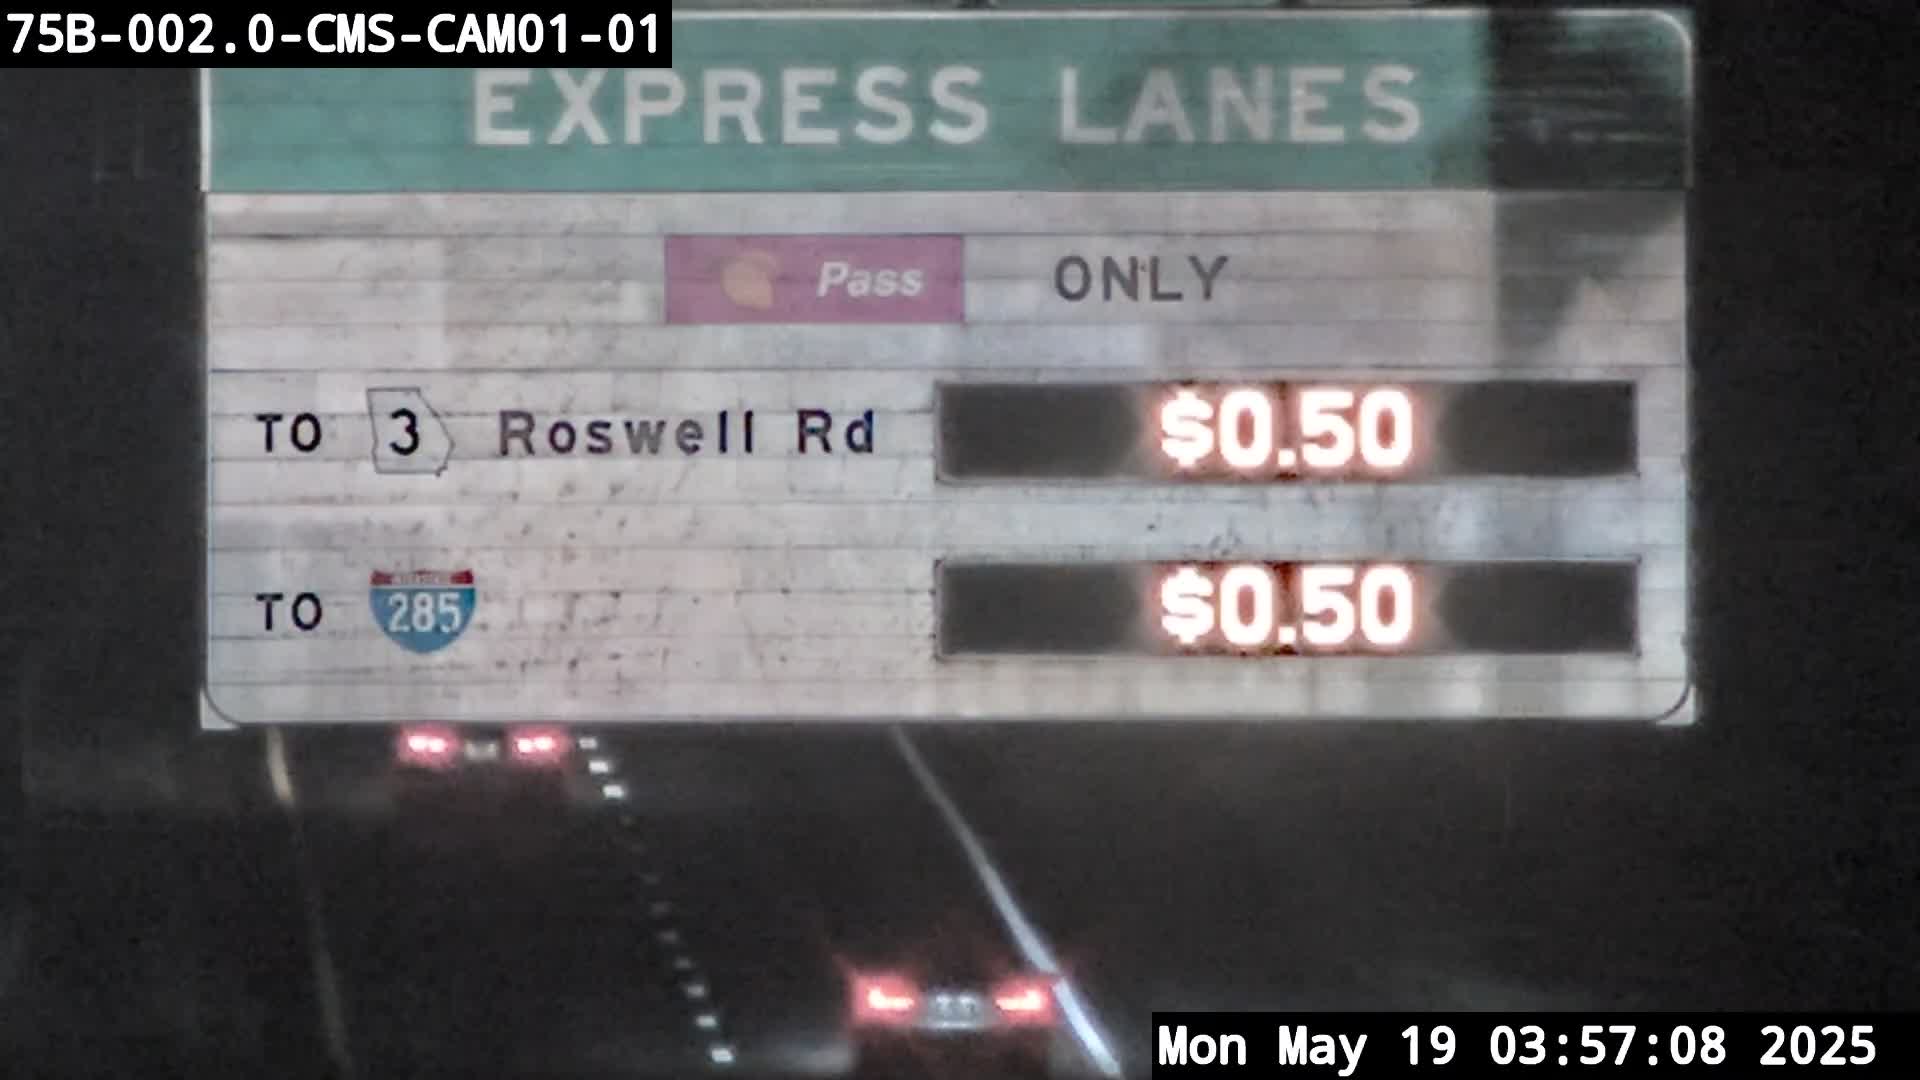 75B-002.0-CMS-CAM01-01
EXPRESS LANES
Pass ONLY
TO 3 Roswell Rd $0.50
TO 285 $0.50
Mon May 19 03:57:08 2025